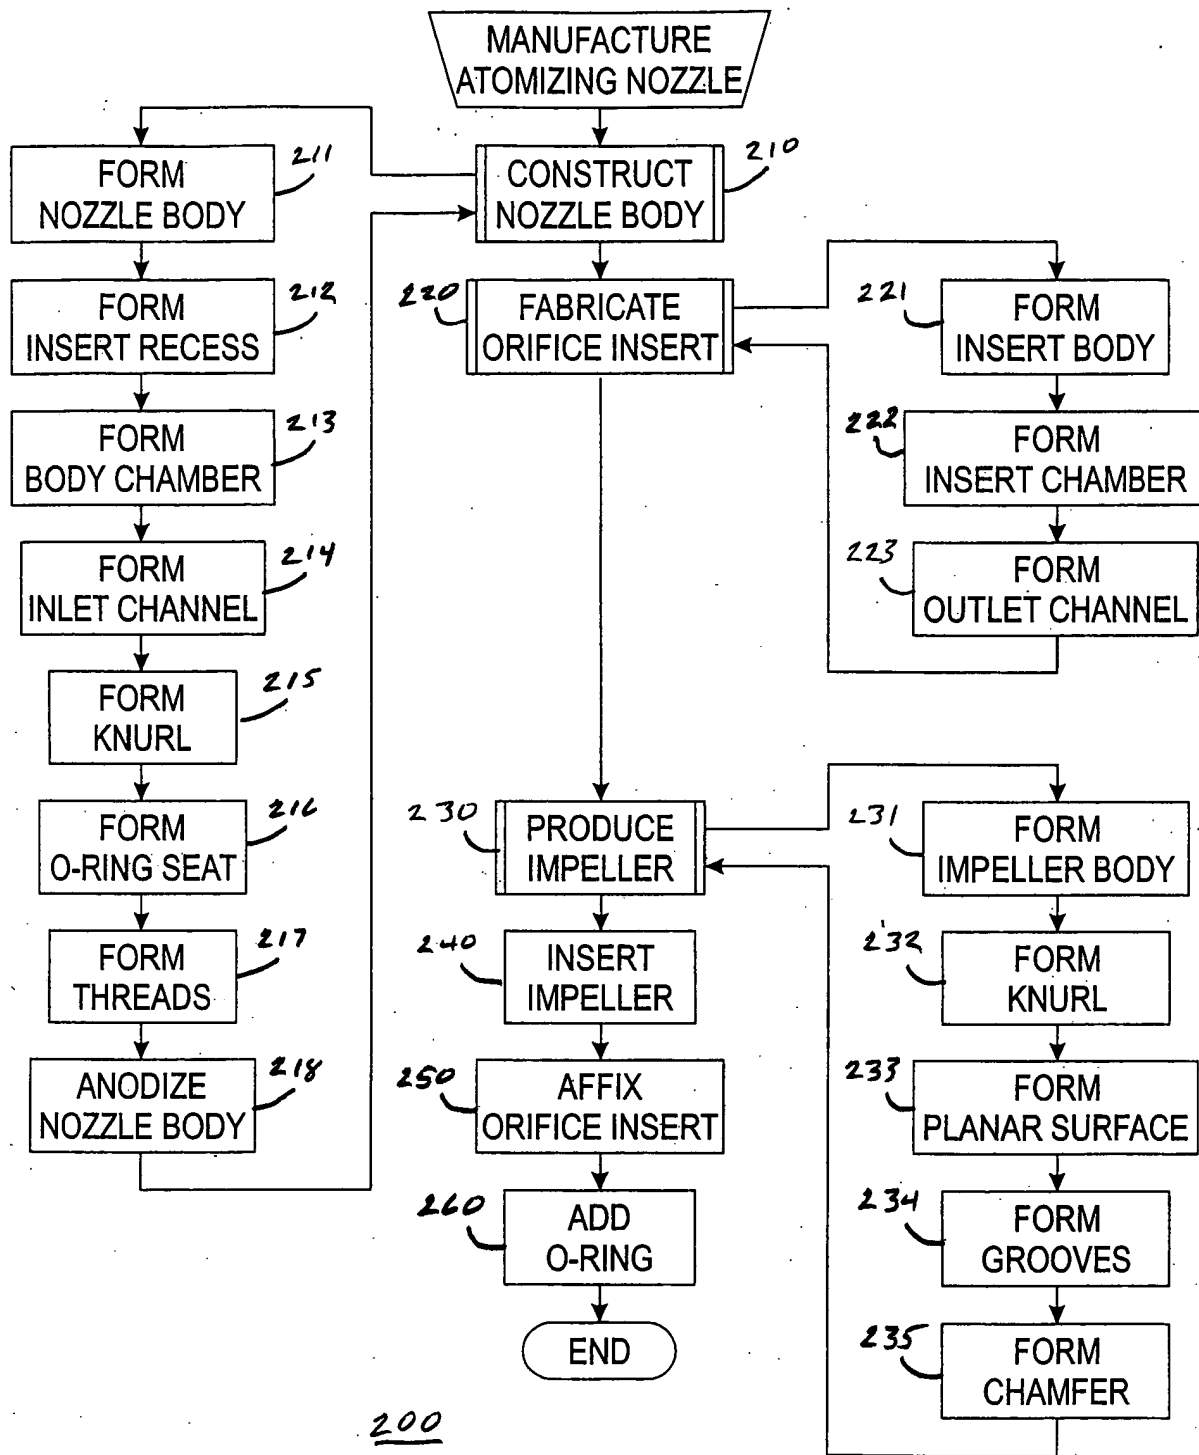 MANUFACTURE
ATOMIZING NOZZLE
210
CONSTRUCT
NOZZLE BODY
211
FORM
NOZZLE BODY
212
FORM
INSERT RECESS
213
FORM
BODY CHAMBER
214
FORM
INLET CHANNEL
215
FORM
KNURL
216
FORM
O-RING SEAT
217
FORM
THREADS
218
ANODIZE
NOZZLE BODY
220
FABRICATE
ORIFICE INSERT
221
FORM
INSERT BODY
222
FORM
INSERT CHAMBER
223
FORM
OUTLET CHANNEL
230
PRODUCE
IMPELLER
231
FORM
IMPELLER BODY
232
FORM
KNURL
233
FORM
PLANAR SURFACE
234
FORM
GROOVES
235
FORM
CHAMFER
240
INSERT
IMPELLER
250
AFFIX
ORIFICE INSERT
260
ADD
O-RING
END
200